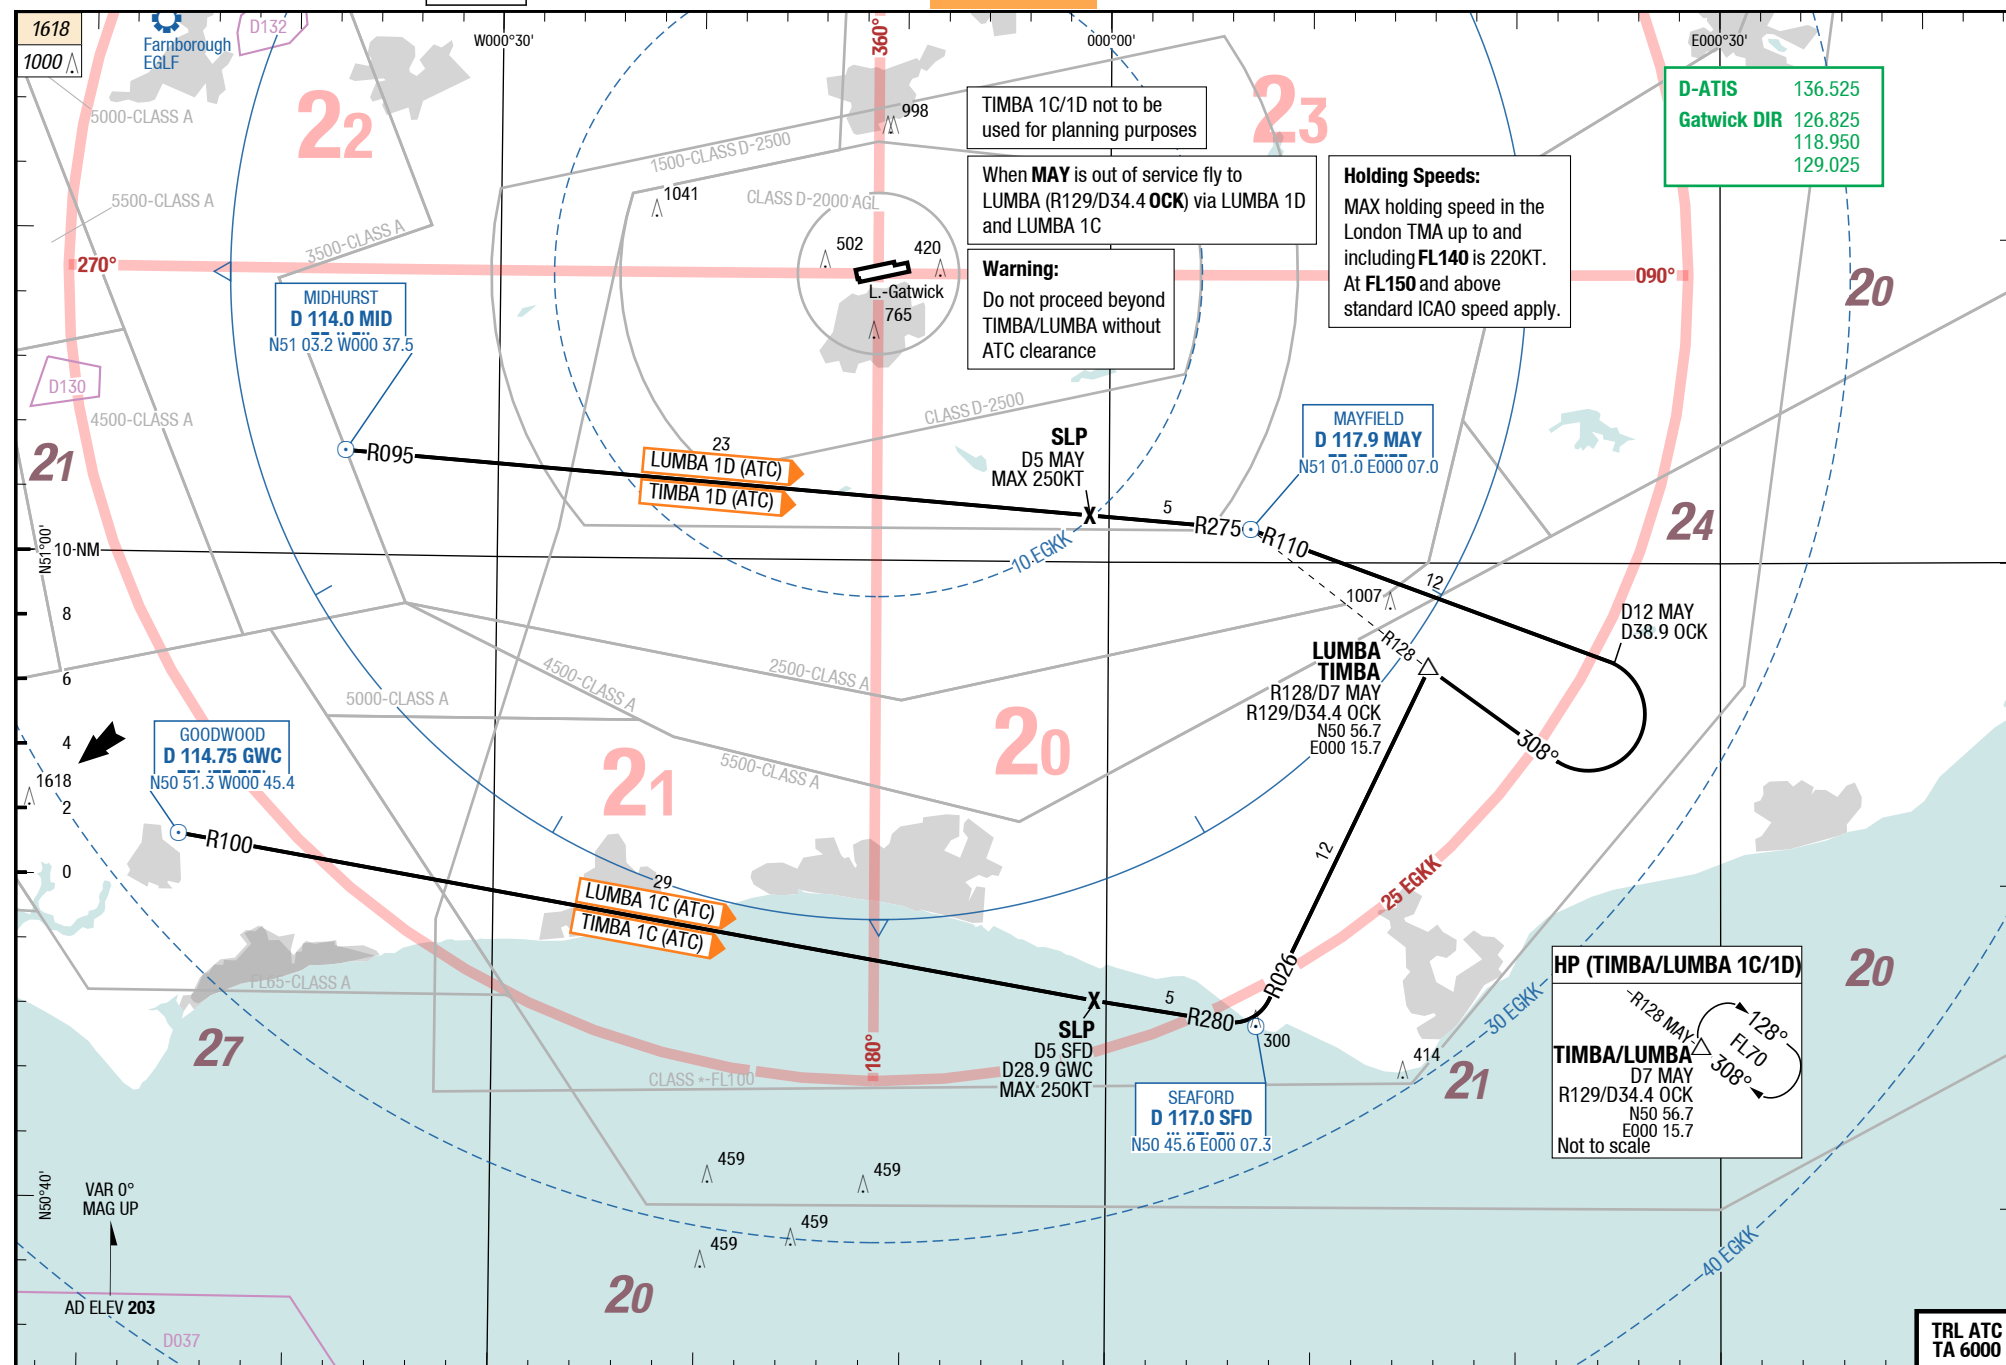 1618
1000
Farnborough
EGLF
D132
W000°30'
360°
000°00'
E000°30'
D-ATIS 136.525
Gatwick DIR 126.825
118.950
129.025
5000-CLASS A
22
998
23
TIMBA 1C/1D not to be
used for planning purposes
1500-CLASS D-2500
When MAY is out of service fly to
LUMBA (R129/D34.4 OCK) via LUMBA 1D
and LUMBA 1C
Holding Speeds:
MAX holding speed in the
London TMA up to and
including FL140 is 220KT.
At FL150 and above
standard ICAO speed apply.
5500-CLASS A
1041
CLASS D-2000 AGL
3500-CLASS A
502
420
270°
090°
20
Warning:
Do not proceed beyond
TIMBA/LUMBA without
ATC clearance
L.-Gatwick
765
MIDHURST
D 114.0 MID
N51 03.2 W000 37.5
D130
4500-CLASS A
CLASS D-2500
MAYFIELD
D 117.9 MAY
N51 01.0 E000 07.0
21
R095
23
LUMBA 1D (ATC)
TIMBA 1D (ATC)
SLP
D5 MAY
MAX 250KT
X
5
R275
R110
24
N51°00'
10 NM
10 EGKK
12
1007
8
D12 MAY
D38.9 OCK
R128
LUMBA
TIMBA
R128/D7 MAY
R129/D34.4 OCK
N50 56.7
E000 15.7
6
4500-CLASS A
2500-CLASS A
5000-CLASS A
GOODWOOD
D 114.75 GWC
N50 51.3 W000 45.4
4
1618
2
0
20
21
5500-CLASS A
308°
R100
12
29
LUMBA 1C (ATC)
TIMBA 1C (ATC)
25 EGKK
HP (TIMBA/LUMBA 1C/1D)
R128 MAY
128°
FL70
308°
TIMBA/LUMBA
D7 MAY
R129/D34.4 OCK
N50 56.7
E000 15.7
Not to scale
20
FL65-CLASS A
R026
30 EGKK
X
5
R280
SLP
D5 SFD
D28.9 GWC
MAX 250KT
300
27
180°
414
21
CLASS *-FL100
SEAFORD
D 117.0 SFD
N50 45.6 E000 07.3
459
459
459
459
N50°40'
VAR 0°
MAG UP
AD ELEV 203
40 EGKK
20
D037
TRL ATC
TA 6000